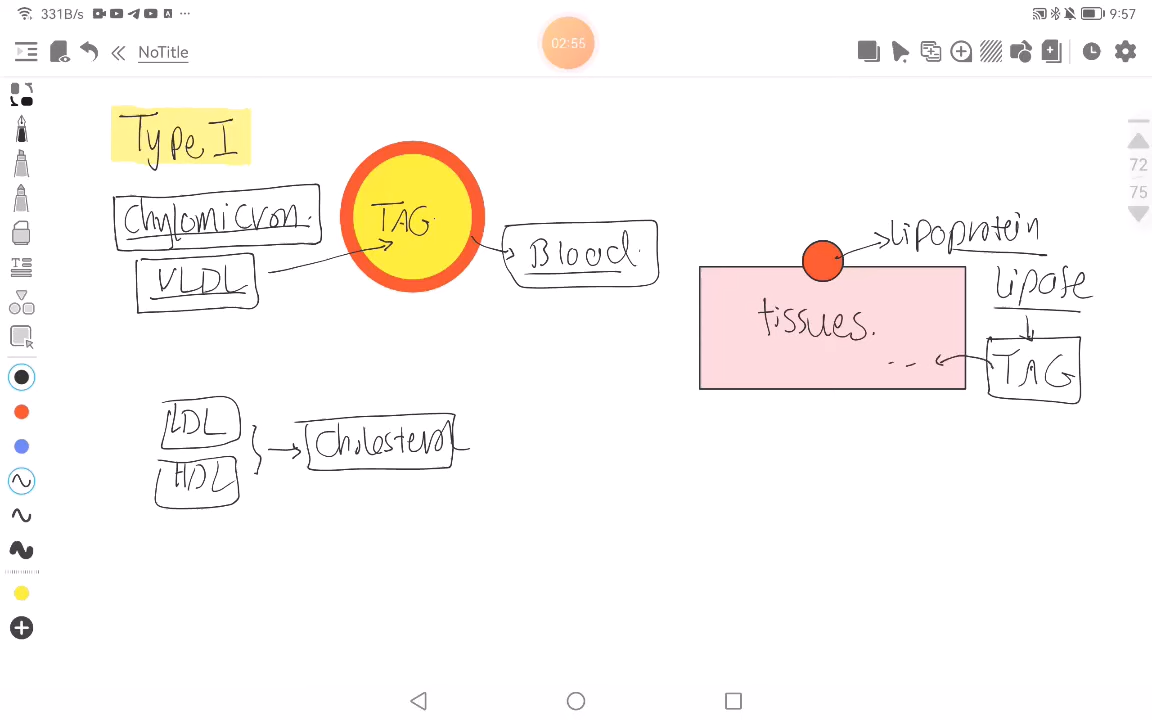 331B/s
9:57
02:55
NoTitle
Type I
Chylomicron.
VLDL
TAG
Blood.
Lipoprotein
Lipase
TAG
tissues.
LDL
HDL
Cholesterol
72
75